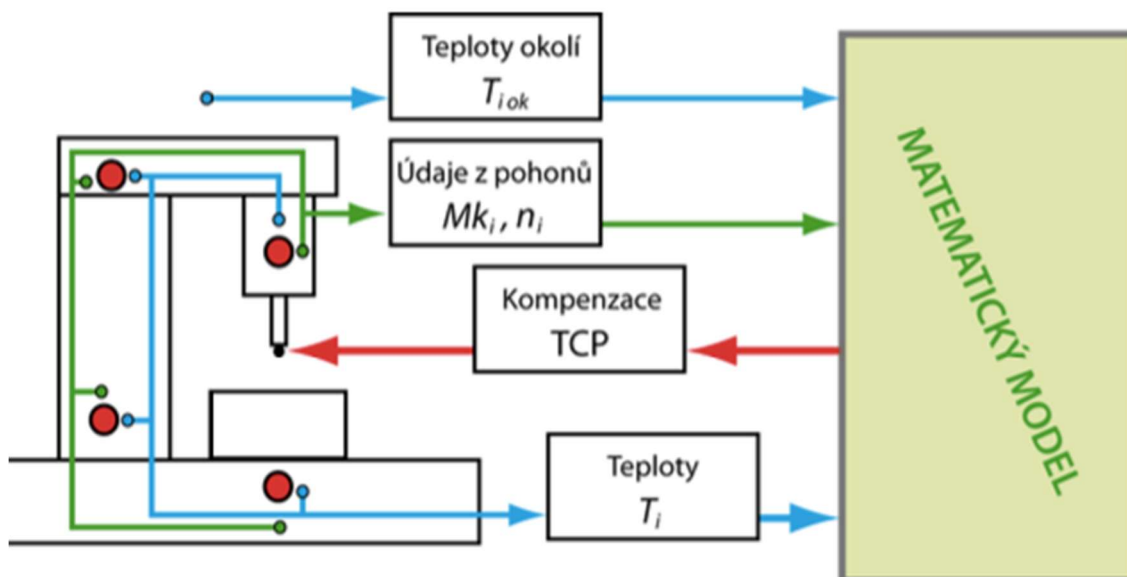 Teploty okolí
T i ok
Údaje z pohonů
Mk i , n i
Kompenzace
TCP
Teploty
T i
MATEMATICKÝ MODEL